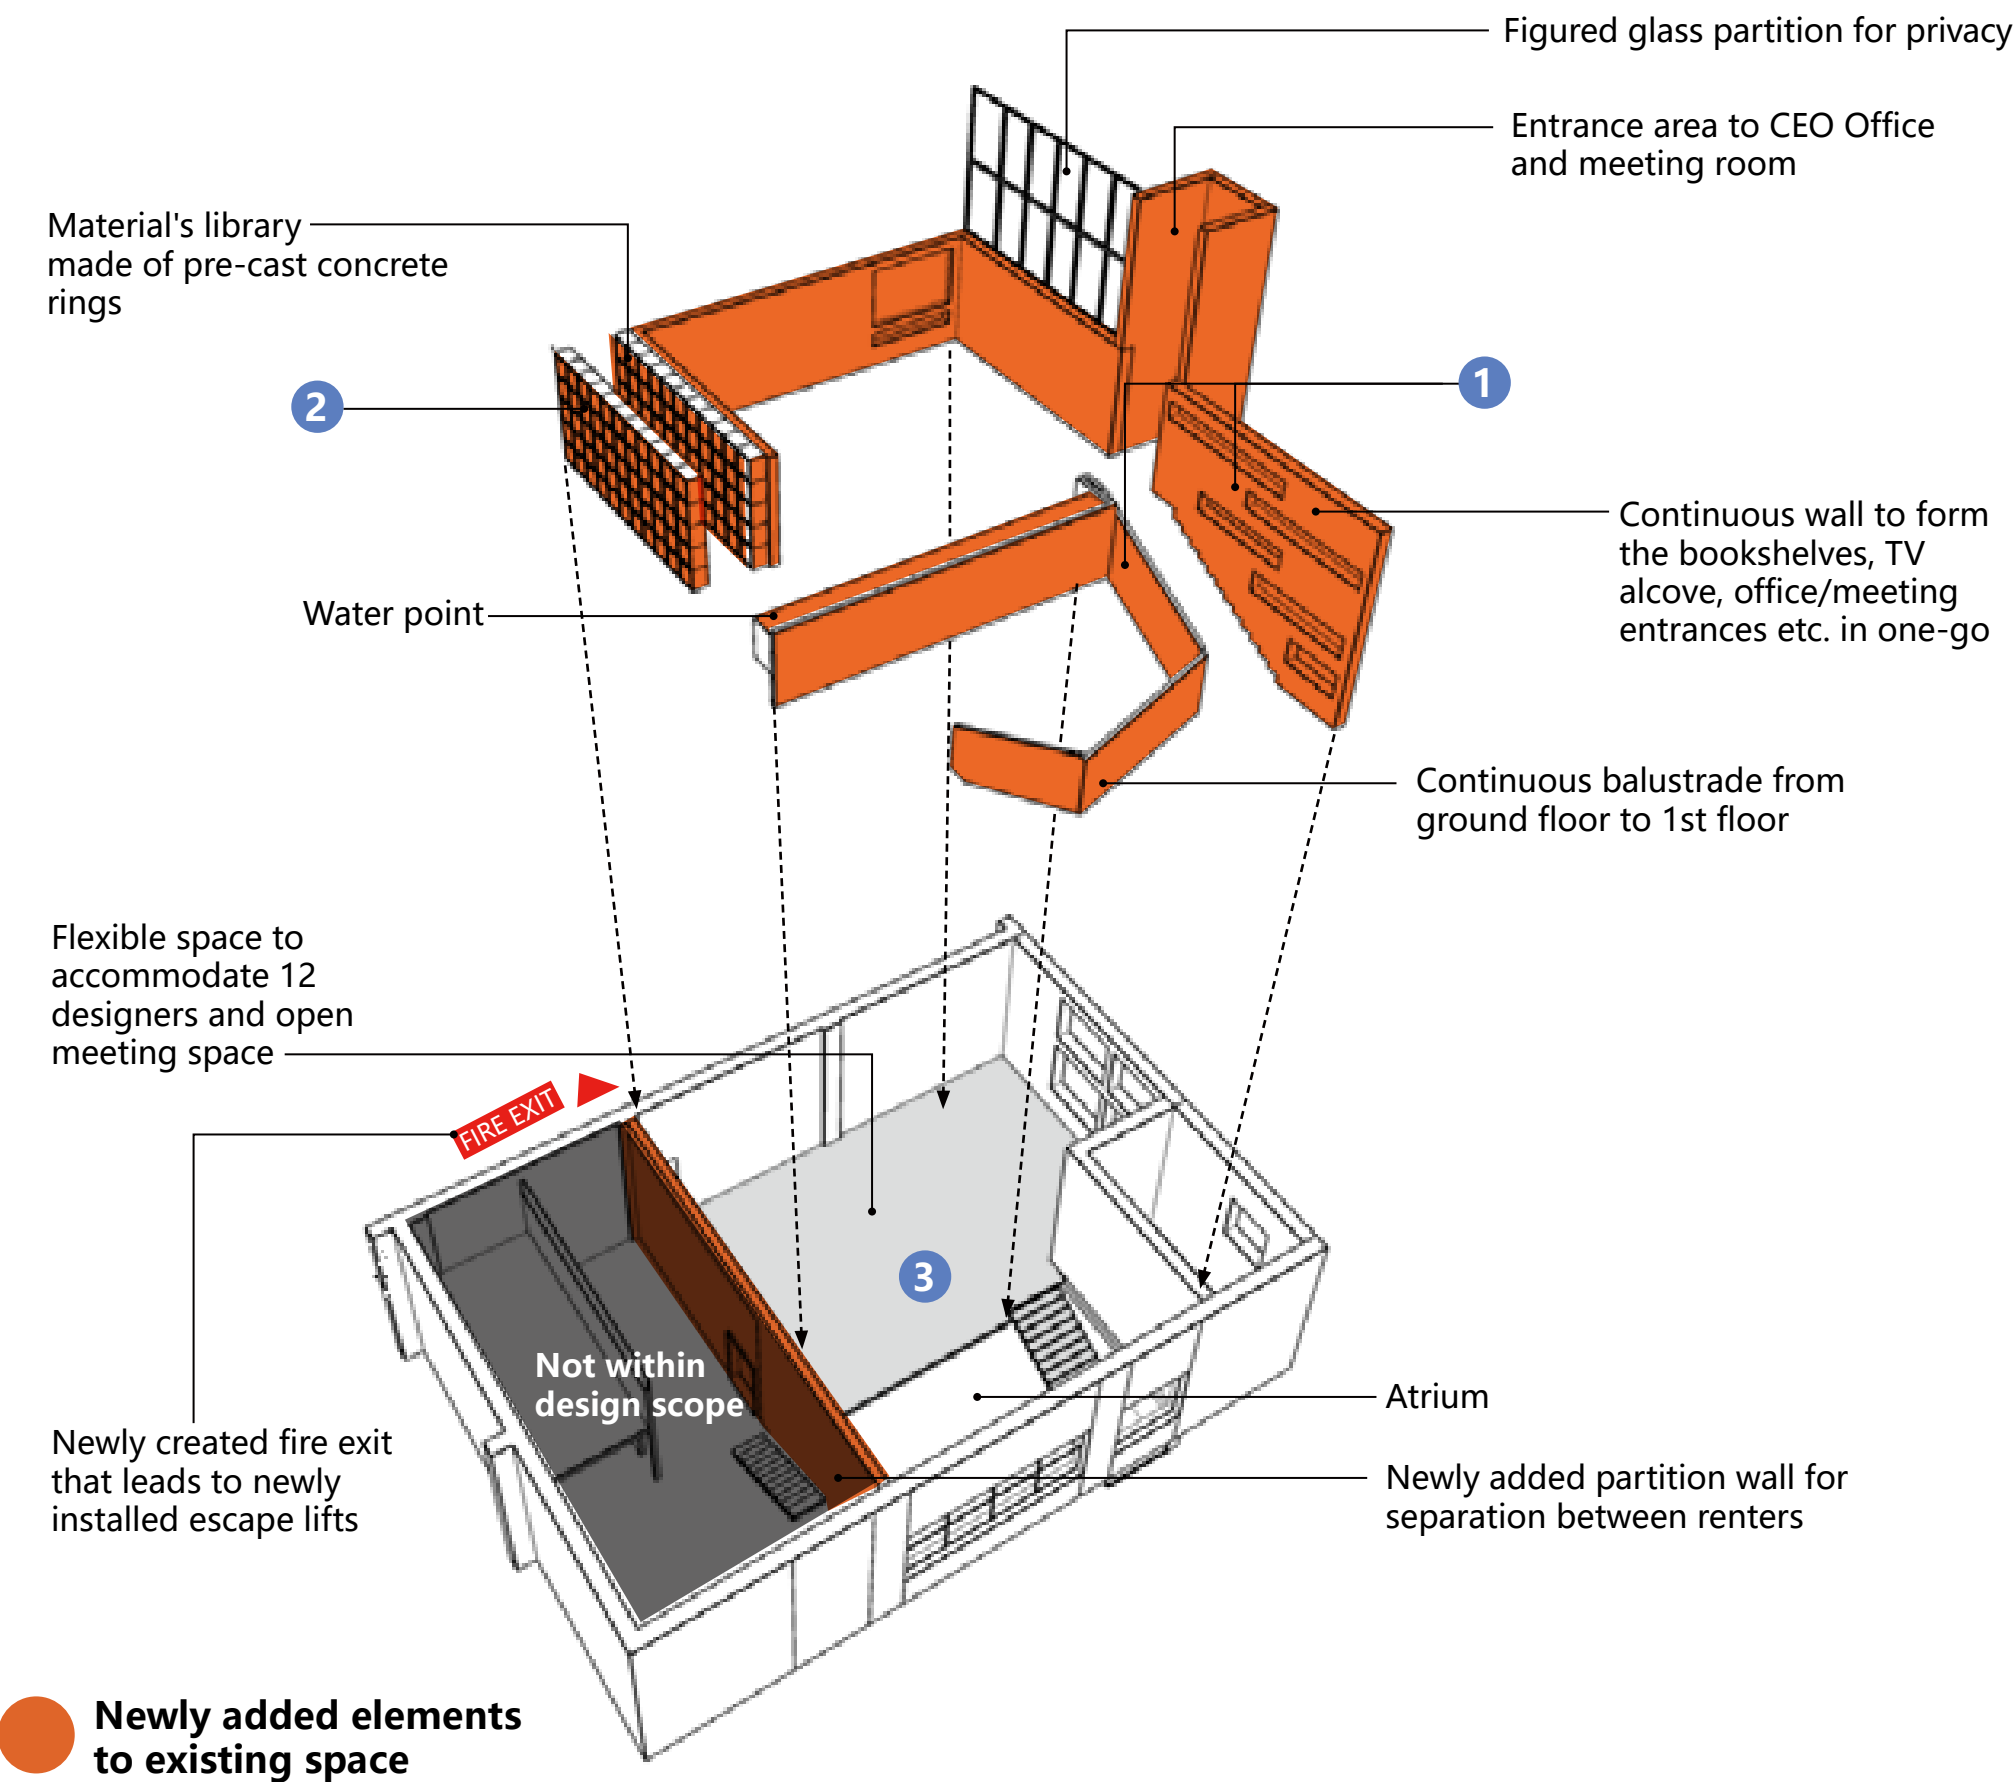 Figured glass partition for privacy
Entrance area to CEO Office
and meeting room
Material's library
made of pre-cast concrete
rings
1
2
Continuous wall to form
the bookshelves, TV
alcove, office/meeting
entrances etc. in one-go
Water point
Continuous balustrade from
ground floor to 1st floor
Flexible space to
accommodate 12
designers and open
meeting space
FIRE EXIT
3
Not within
design scope
Atrium
Newly created fire exit
that leads to newly
installed escape lifts
Newly added partition wall for
separation between renters
Newly added elements
to existing space